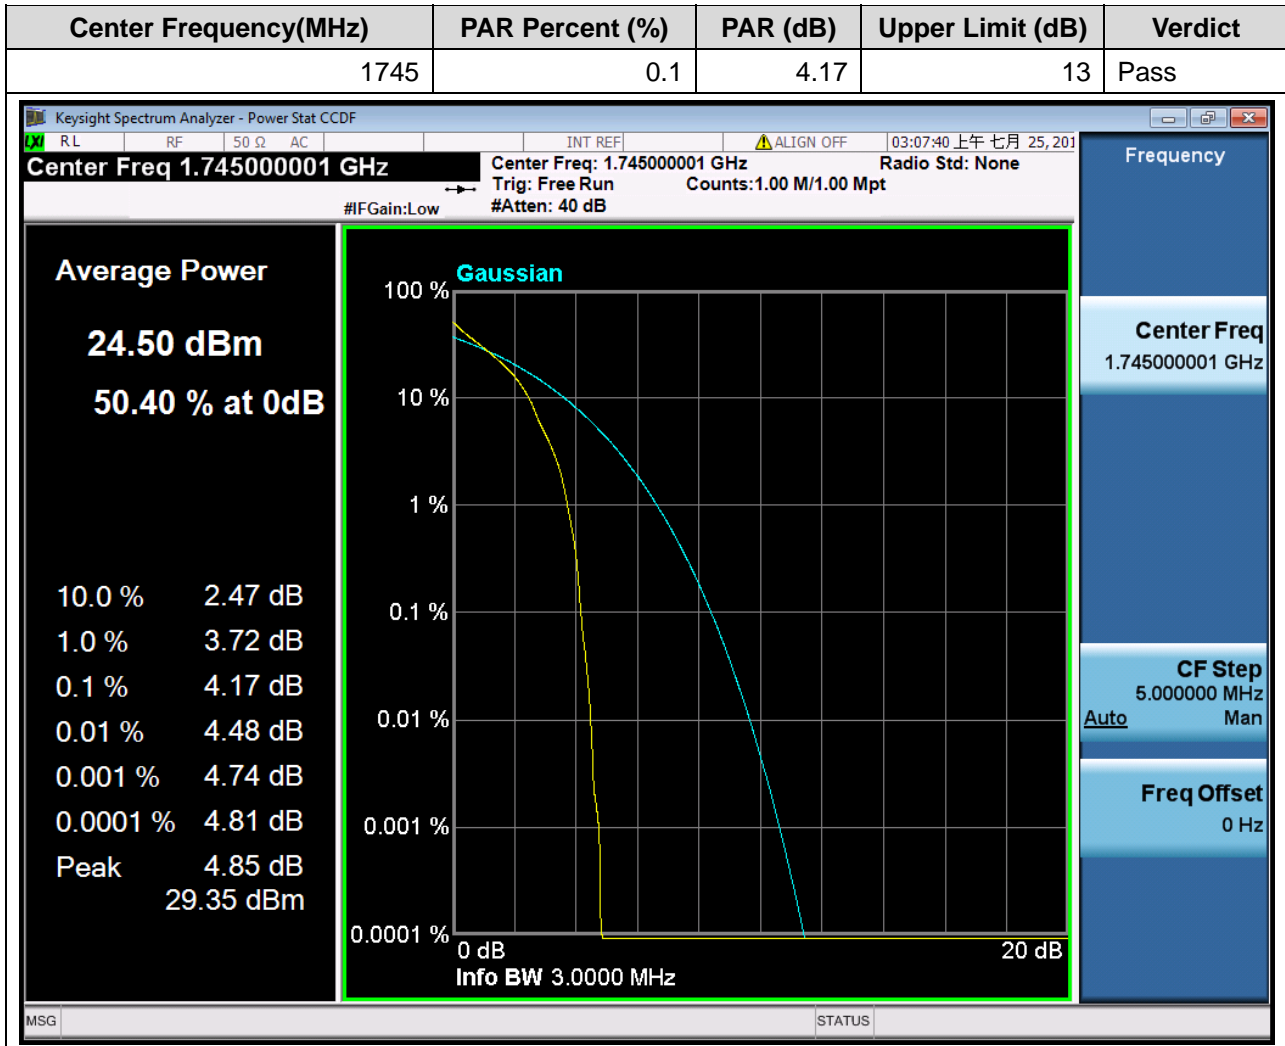 Center Frequency(MHz) PAR Percent (%) PAR (dB) Upper Limit (dB) Verdict
1745 0.1 4.17 13 Pass
Keysight Spectrum Analyzer - Power Stat CCDF
LXI RL RF 50 Ω AC INT REF ALIGN OFF 03:07:40 上午 七月 25, 201
Center Freq 1.745000001 GHz
#IFGain:Low
Center Freq: 1.745000001 GHz Radio Std: None
Trig: Free Run Counts:1.00 M/1.00 Mpt
#Atten: 40 dB
Average Power
24.50 dBm
50.40 % at 0dB
10.0 % 2.47 dB
1.0 % 3.72 dB
0.1 % 4.17 dB
0.01 % 4.48 dB
0.001 % 4.74 dB
0.0001 % 4.81 dB
Peak 4.85 dB
29.35 dBm
Gaussian
100 %
10 %
1 %
0.1 %
0.01 %
0.001 %
0.0001 %
0 dB 20 dB
Info BW 3.0000 MHz
Frequency
Center Freq
1.745000001 GHz
CF Step
5.000000 MHz
Auto Man
Freq Offset
0 Hz
MSG STATUS